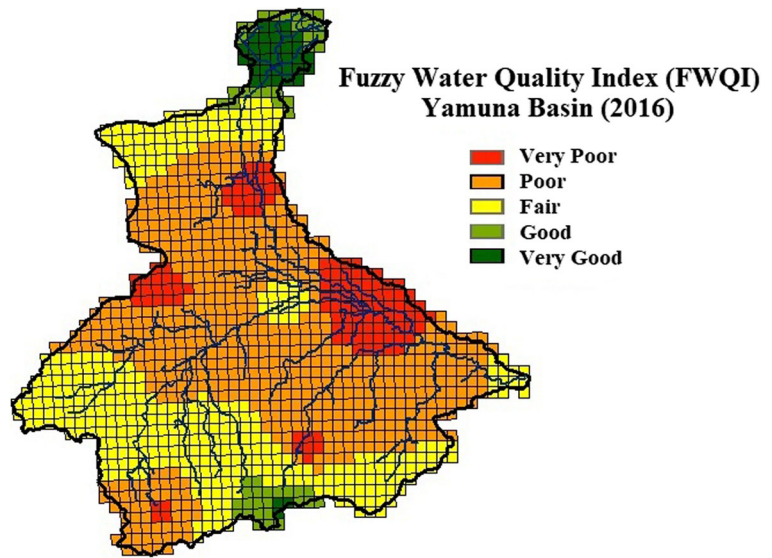 Fuzzy Water Quality Index (FWQI)
Yamuna Basin (2016)
Very Poor
Poor
Fair
Good
Very Good